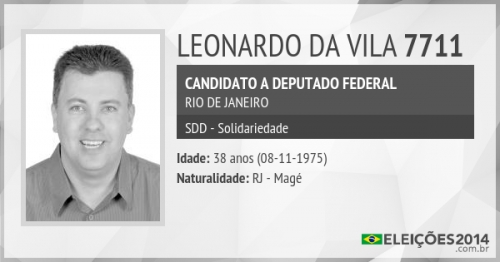 LEONARDO DA VILA 7711
CANDIDATO A DEPUTADO FEDERAL
RIO DE JANEIRO
SDD - Solidariedade
Idade: 38 anos (08-11-1975)
Naturalidade: RJ - Magé
ELEIÇÕES2014
.com.br